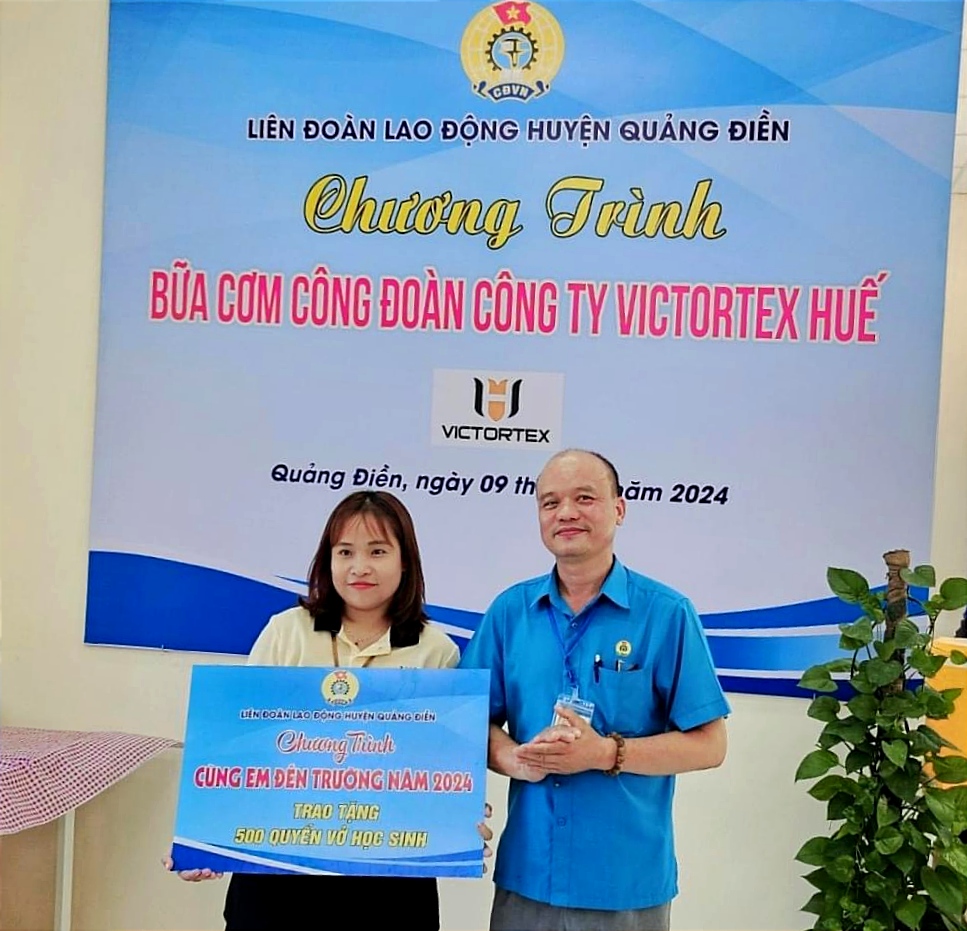 CĐVN
LIÊN ĐOÀN LAO ĐỘNG HUYỆN QUẢNG ĐIỀN
Chương Trình
BỮA CƠM CÔNG ĐOÀN CÔNG TY VICTORTEX HUẾ
VICTORTEX
Quảng Điền, ngày 09 th năm 2024
LIÊN ĐOÀN LAO ĐỘNG HUYỆN QUẢNG ĐIỀN
Chương Trình
CÙNG EM ĐẾN TRƯỜNG NĂM 2024
TRAO TẶNG
500 QUYỂN VỞ HỌC SINH